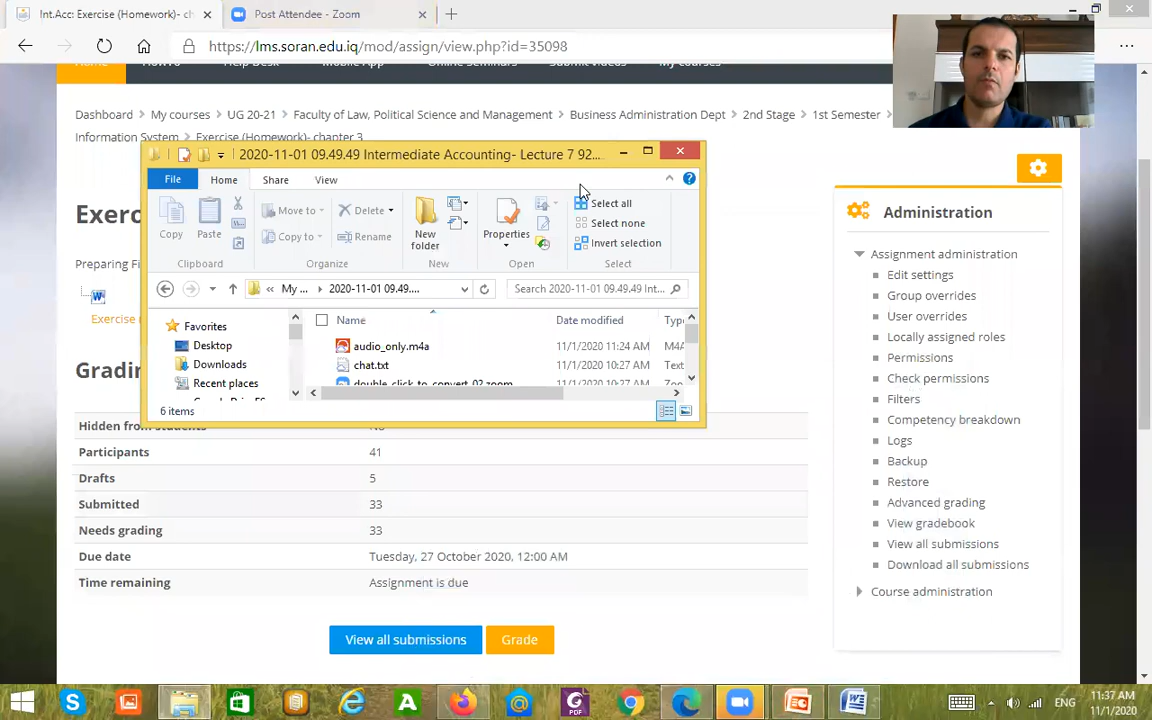 Int.Acc: Exercise (Homework)- ch
Post Attendee - Zoom
https://lms.soran.edu.iq/mod/assign/view.php?id=35098
Dashboard > My courses > UG 20-21 > Faculty of Law, Political Science and Management > Business Administration Dept > 2nd Stage > 1st Semester >
Information System > Exercise (Homework)- chapter 3
2020-11-01 09.49.49 Intermediate Accounting- Lecture 7 92...
File Home Share View
Copy
Paste
Move to
Copy to
Delete
Rename
New
folder
Properties
Select all
Select none
Invert selection
Clipboard
Organize
New
Open
Select
« My ... > 2020-11-01 09.49....
Search 2020-11-01 09.49.49 Int...
Favorites
Desktop
Downloads
Recent places
Name
Date modified
audio_only.m4a 11/1/2020 11:24 AM M4A
chat.txt 11/1/2020 10:27 AM Text
double_click_to_convert_02.zoom 11/1/2020 10:27 AM
6 items
Hidden from students
Participants 41
Drafts 5
Submitted 33
Needs grading 33
Due date Tuesday, 27 October 2020, 12:00 AM
Time remaining Assignment is due
View all submissions
Grade
Administration
Assignment administration
Edit settings
Group overrides
User overrides
Locally assigned roles
Permissions
Check permissions
Filters
Competency breakdown
Logs
Backup
Restore
Advanced grading
View gradebook
View all submissions
Download all submissions
Course administration
PDF
ENG
11:37 AM
11/1/2020